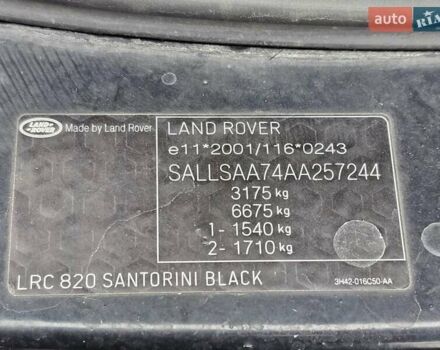 auto RIA
LAND ROVER
Made by Land Rover
LAND ROVER
e11*2001/116*0243
SALLSAA74AA257244
3175 kg
6675 kg
1- 1540 kg
2- 1710 kg
LRC 820 SANTORINI BLACK
3H42-016C50-AA